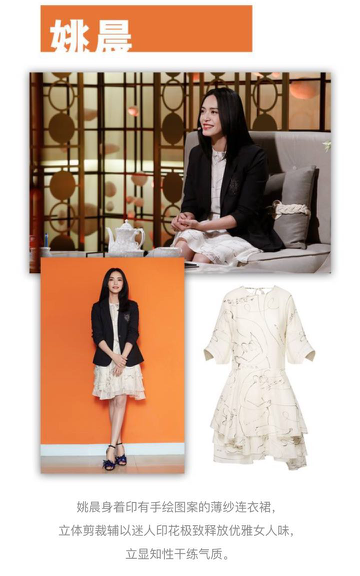 姚晨
姚晨身着印有手绘图案的薄纱连衣裙，
立体剪裁辅以迷人印花极致释放优雅女人味，
立显知性干练气质。